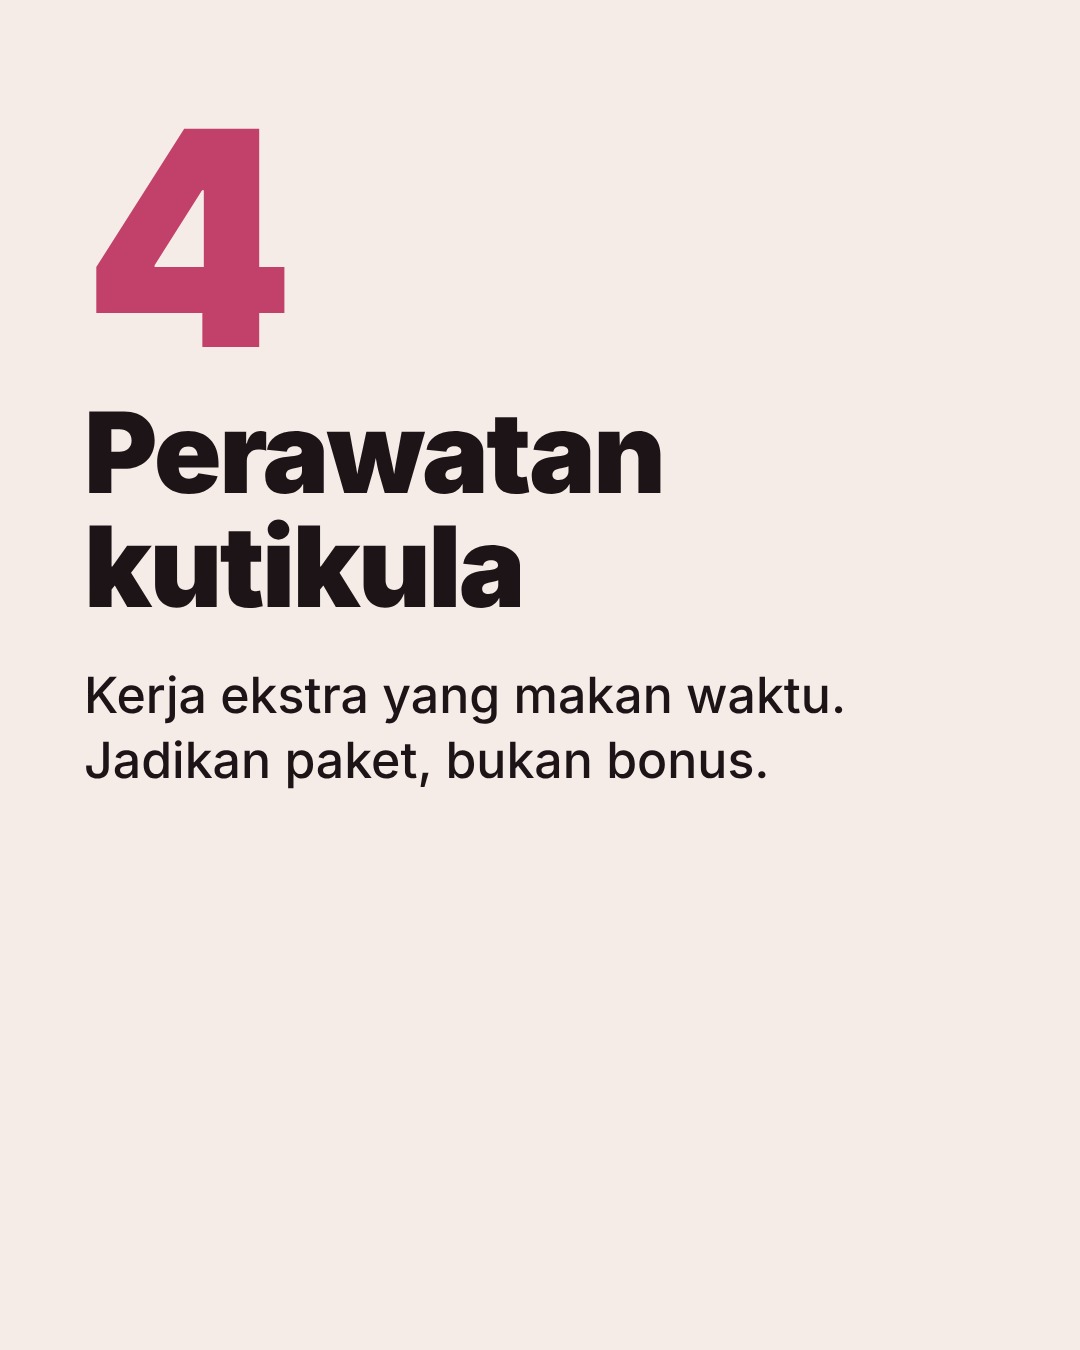 4
Perawatan
kutikula
Kerja ekstra yang makan waktu.
Jadikan paket, bukan bonus.